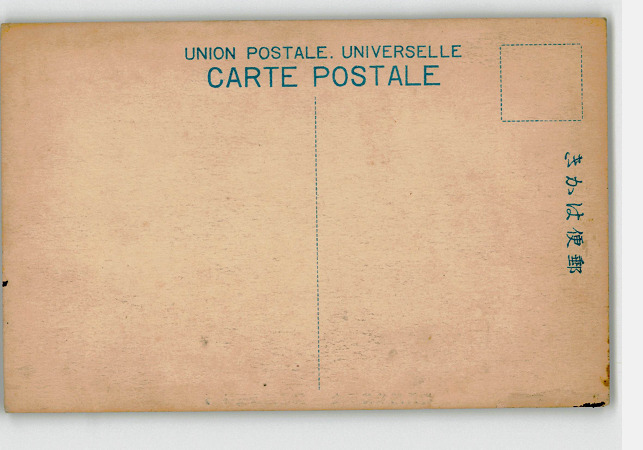 UNION POSTALE. UNIVERSELLE
CARTE POSTALE
きかは便郵